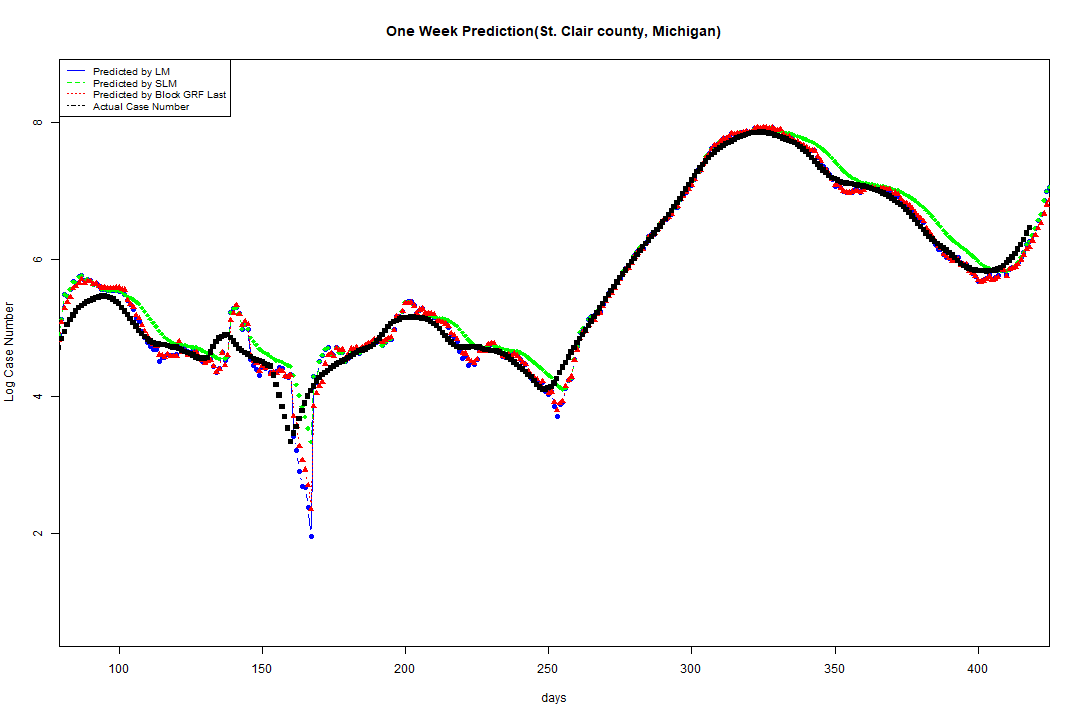 One Week Prediction(St. Clair county, Michigan)
Predicted by LM
Predicted by SLM
Predicted by Block GRF Last
Actual Case Number
Log Case Number
8
6
4
2
100 150 200 250 300 350 400
days